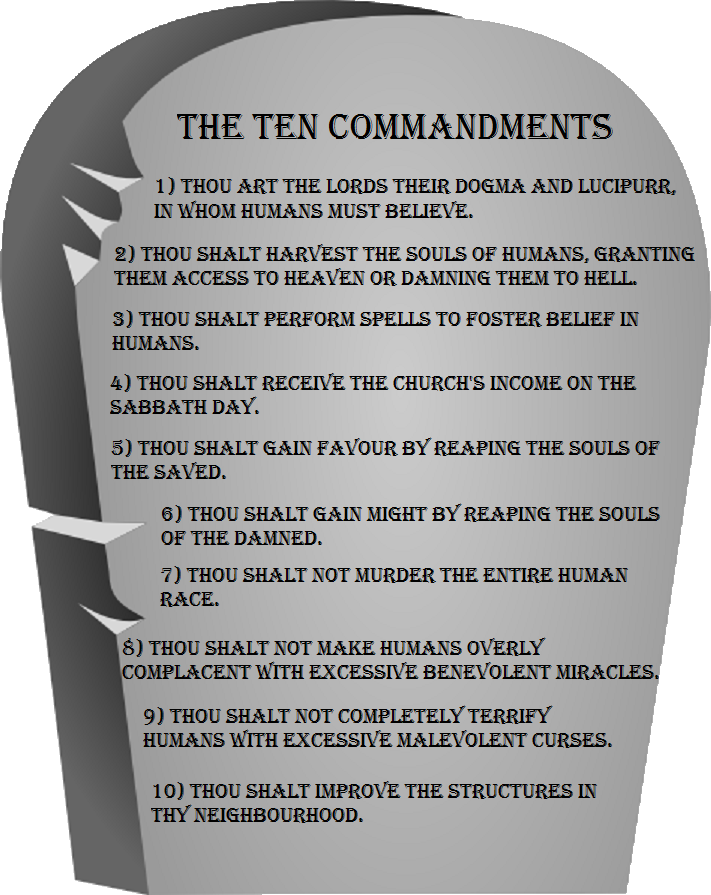 THE TEN COMMANDMENTS
1) THOU ART THE LORDS THEIR DOGMA AND LUCIPURR,
IN WHOM HUMANS MUST BELIEVE.
2) THOU SHALT HARVEST THE SOULS OF HUMANS, GRANTING
THEM ACCESS TO HEAVEN OR DAMNING THEM TO HELL.
3) THOU SHALT PERFORM SPELLS TO FOSTER BELIEF IN
HUMANS.
4) THOU SHALT RECEIVE THE CHURCH'S INCOME ON THE
SABBATH DAY.
5) THOU SHALT GAIN FAVOUR BY REAPING THE SOULS OF
THE SAVED.
6) THOU SHALT GAIN MIGHT BY REAPING THE SOULS
OF THE DAMNED.
7) THOU SHALT NOT MURDER THE ENTIRE HUMAN
RACE.
8) THOU SHALT NOT MAKE HUMANS OVERLY
COMPLACENT WITH EXCESSIVE BENEVOLENT MIRACLES.
9) THOU SHALT NOT COMPLETELY TERRIFY
HUMANS WITH EXCESSIVE MALEVOLENT CURSES.
10) THOU SHALT IMPROVE THE STRUCTURES IN
THY NEIGHBOURHOOD.